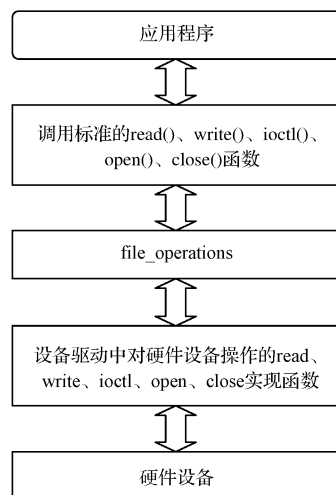 应用程序
调用标准的read()、write()、ioctl()、
open()、close()函数
file_operations
设备驱动中对硬件设备操作的read、
write、ioctl、open、close实现函数
硬件设备